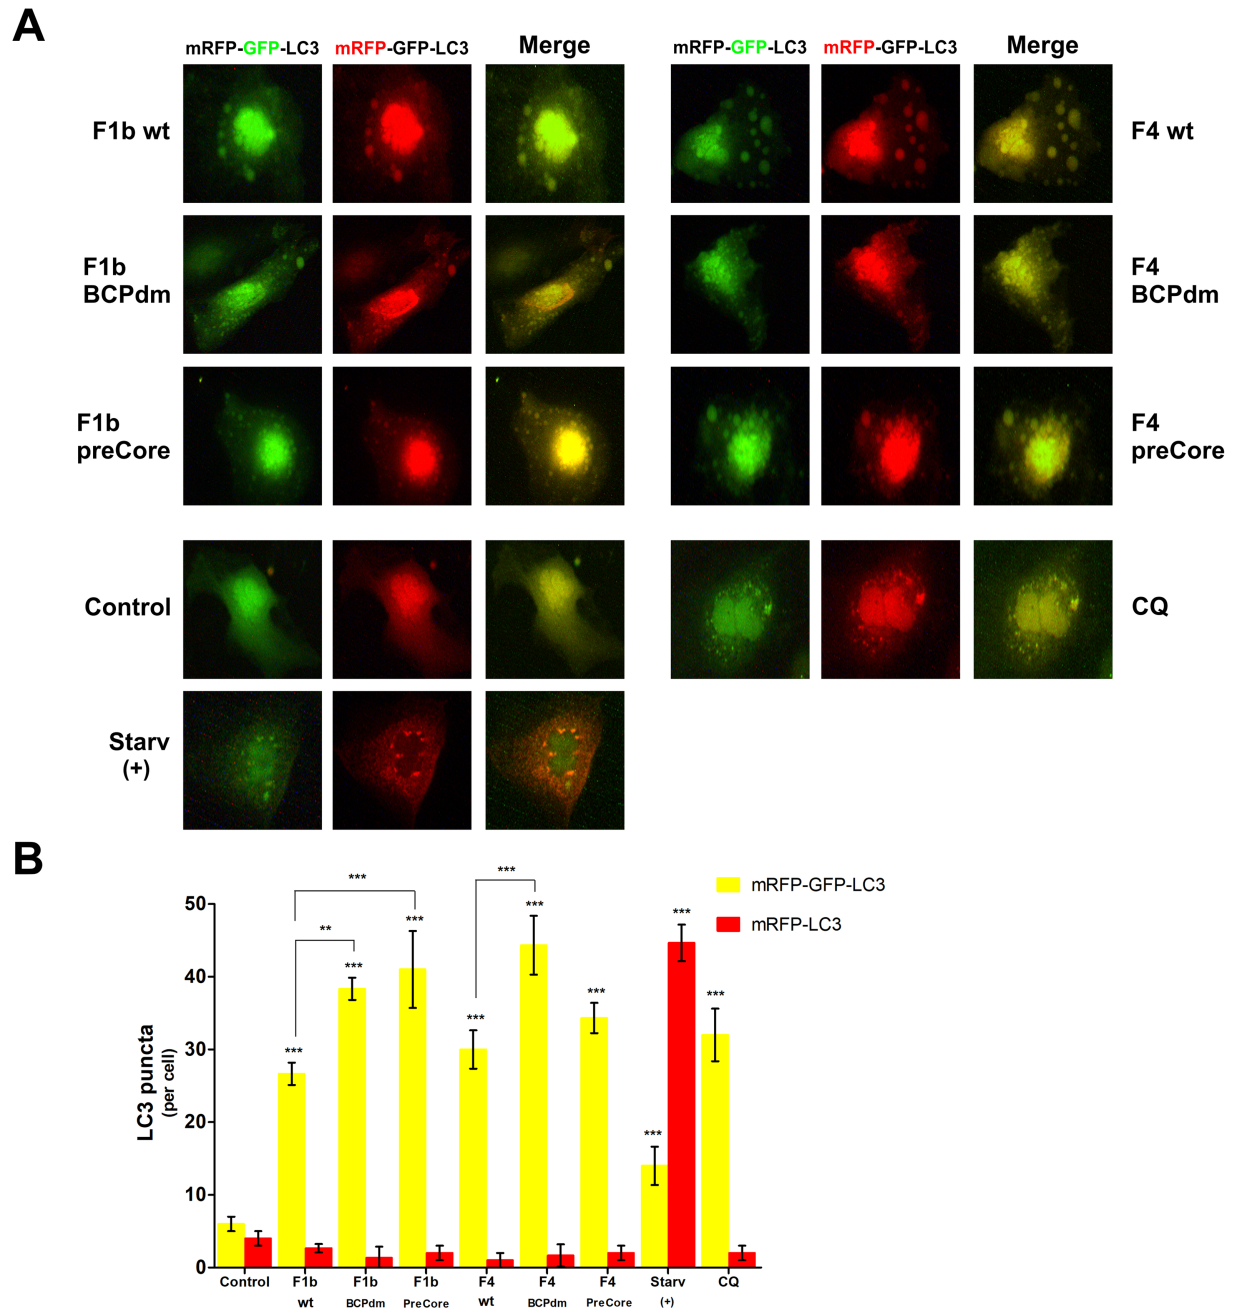 A
mRFP-GFP-LC3 mRFP-GFP-LC3 Merge mRFP-GFP-LC3 mRFP-GFP-LC3 Merge
F1b wt
F4 wt
F1b
BCPdm
F4
BCPdm
F1b
preCore
F4
preCore
Control
CQ
Starv
(+)
B
LC3 puncta
(per cell)
50
40
30
20
10
0
***
**
***
***
***
***
***
***
***
***
***
***
mRFP-GFP-LC3
mRFP-LC3
Control F1b F1b F1b F4 F4 F4 Starv CQ
wt BCPdm PreCore wt BCPdm PreCore (+)